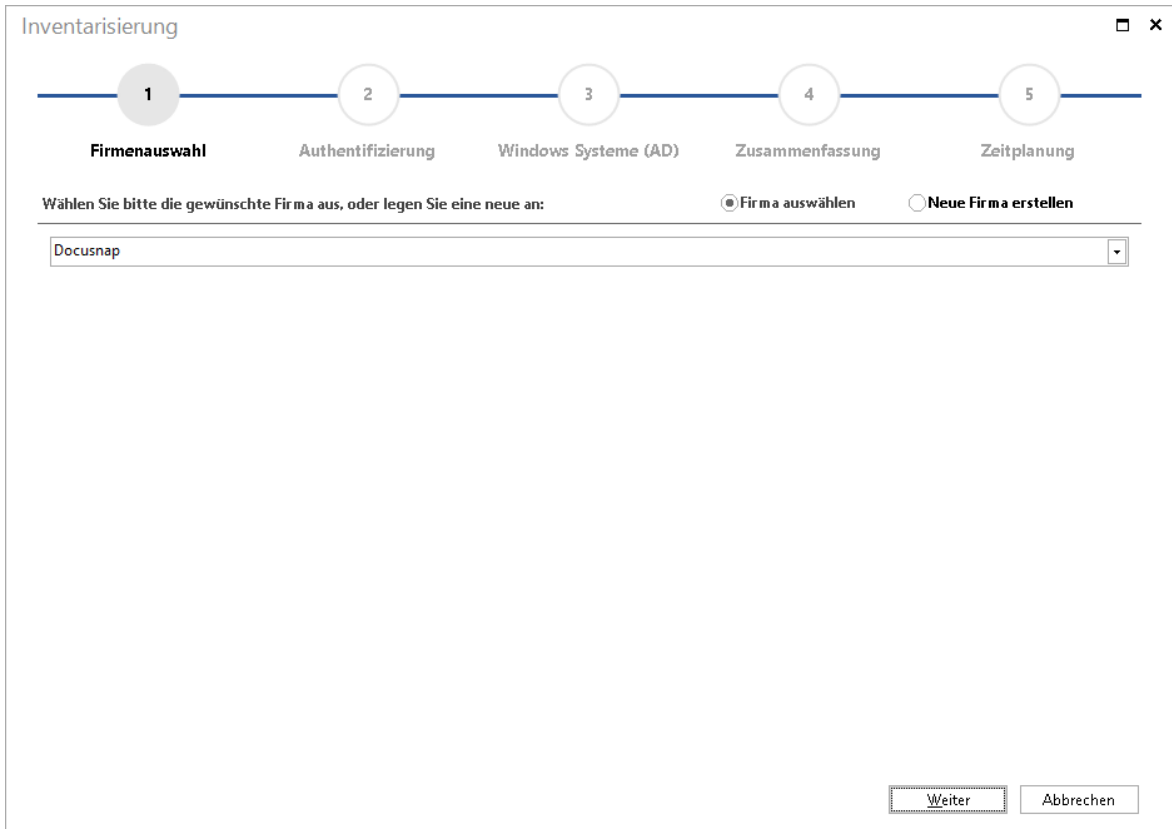 Inventarisierung
1 2 3 4 5
Firmenauswahl Authentifizierung Windows Systeme (AD) Zusammenfassung Zeitplanung
Wählen Sie bitte die gewünschte Firma aus, oder legen Sie eine neue an: Firma auswählen Neue Firma erstellen
Docusnap
Weiter Abbrechen